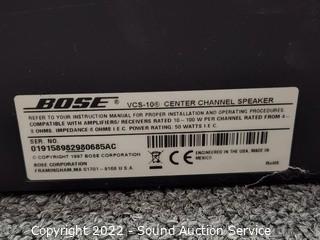 BOSE® VCS-10® CENTER CHANNEL SPEAKER
REFER TO YOUR INSTRUCTION MANUAL FOR PROPER INSTALLATION AND OPERATING PROCEDURES.
COMPATIBLE WITH AMPLIFIERS/ RECEIVERS RATED 10 - 100 W PER CHANNEL RATED FROM 4 -
8 OHMS. IMPEDANCE 6 OHMS I E C. POWER RATING: 50 WATTS I E C.
SER. NO.
019158982980685AC
© COPYRIGHT 1997 BOSE CORPORATION
BOSE CORPORATION
FRAMINGHAM, MA 01701 - 9168 U S A
ENGINEERED IN THE USA, MADE IN MEXICO
RoHS
Copyright 2022 - Sound Auction Service